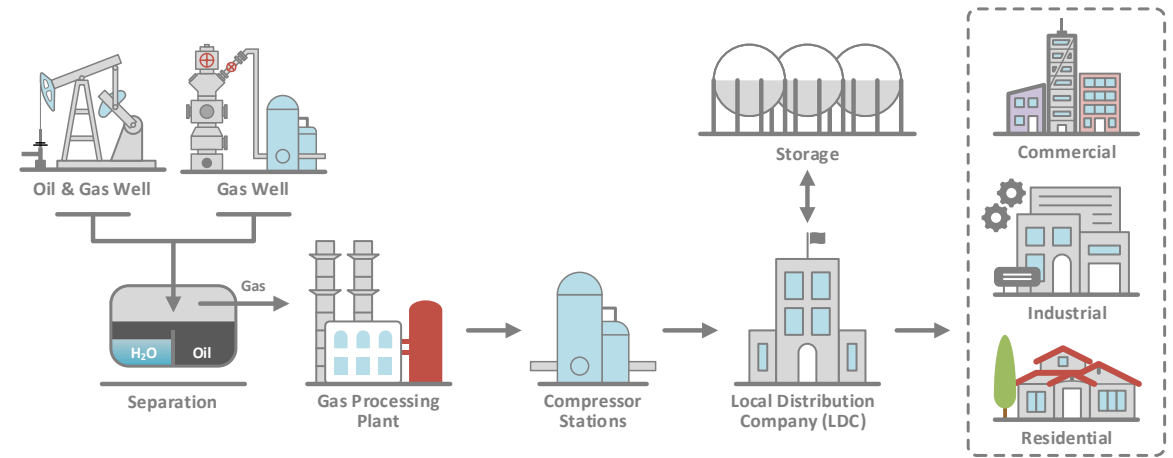 Oil & Gas Well
Gas Well
Gas
H₂O
Oil
Separation
Gas Processing
Plant
Compressor
Stations
Storage
Local Distribution
Company (LDC)
Commercial
Industrial
Residential